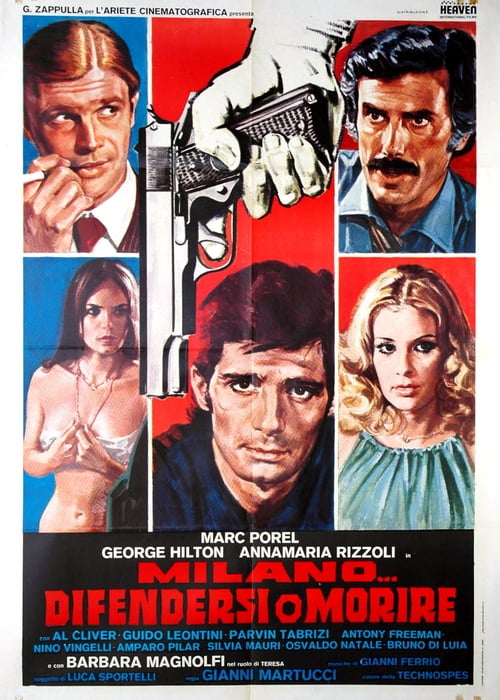 G. ZAPPULLA per L'ARIETE CINEMATOGRAFICA presenta
DISTRIBUZIONE
HEAVEN
INTERNATIONAL FILMS
MARC POREL
GEORGE HILTON ANNAMARIA RIZZOLI in
MILANO...
DIFENDERSI O MORIRE
con AL CLIVER · GUIDO LEONTINI · PARVIN TABRIZI · ANTONY FREEMAN ·
NINO VINGELLI · AMPARO PILAR · SILVIA MAURI · OSVALDO NATALE · BRUNO DI LUIA
e con BARBARA MAGNOLFI nel ruolo di TERESA musiche di GIANNI FERRIO
soggetto di LUCA SPORTELLI regia GIANNI MARTUCCI colore della TECHNOSPES